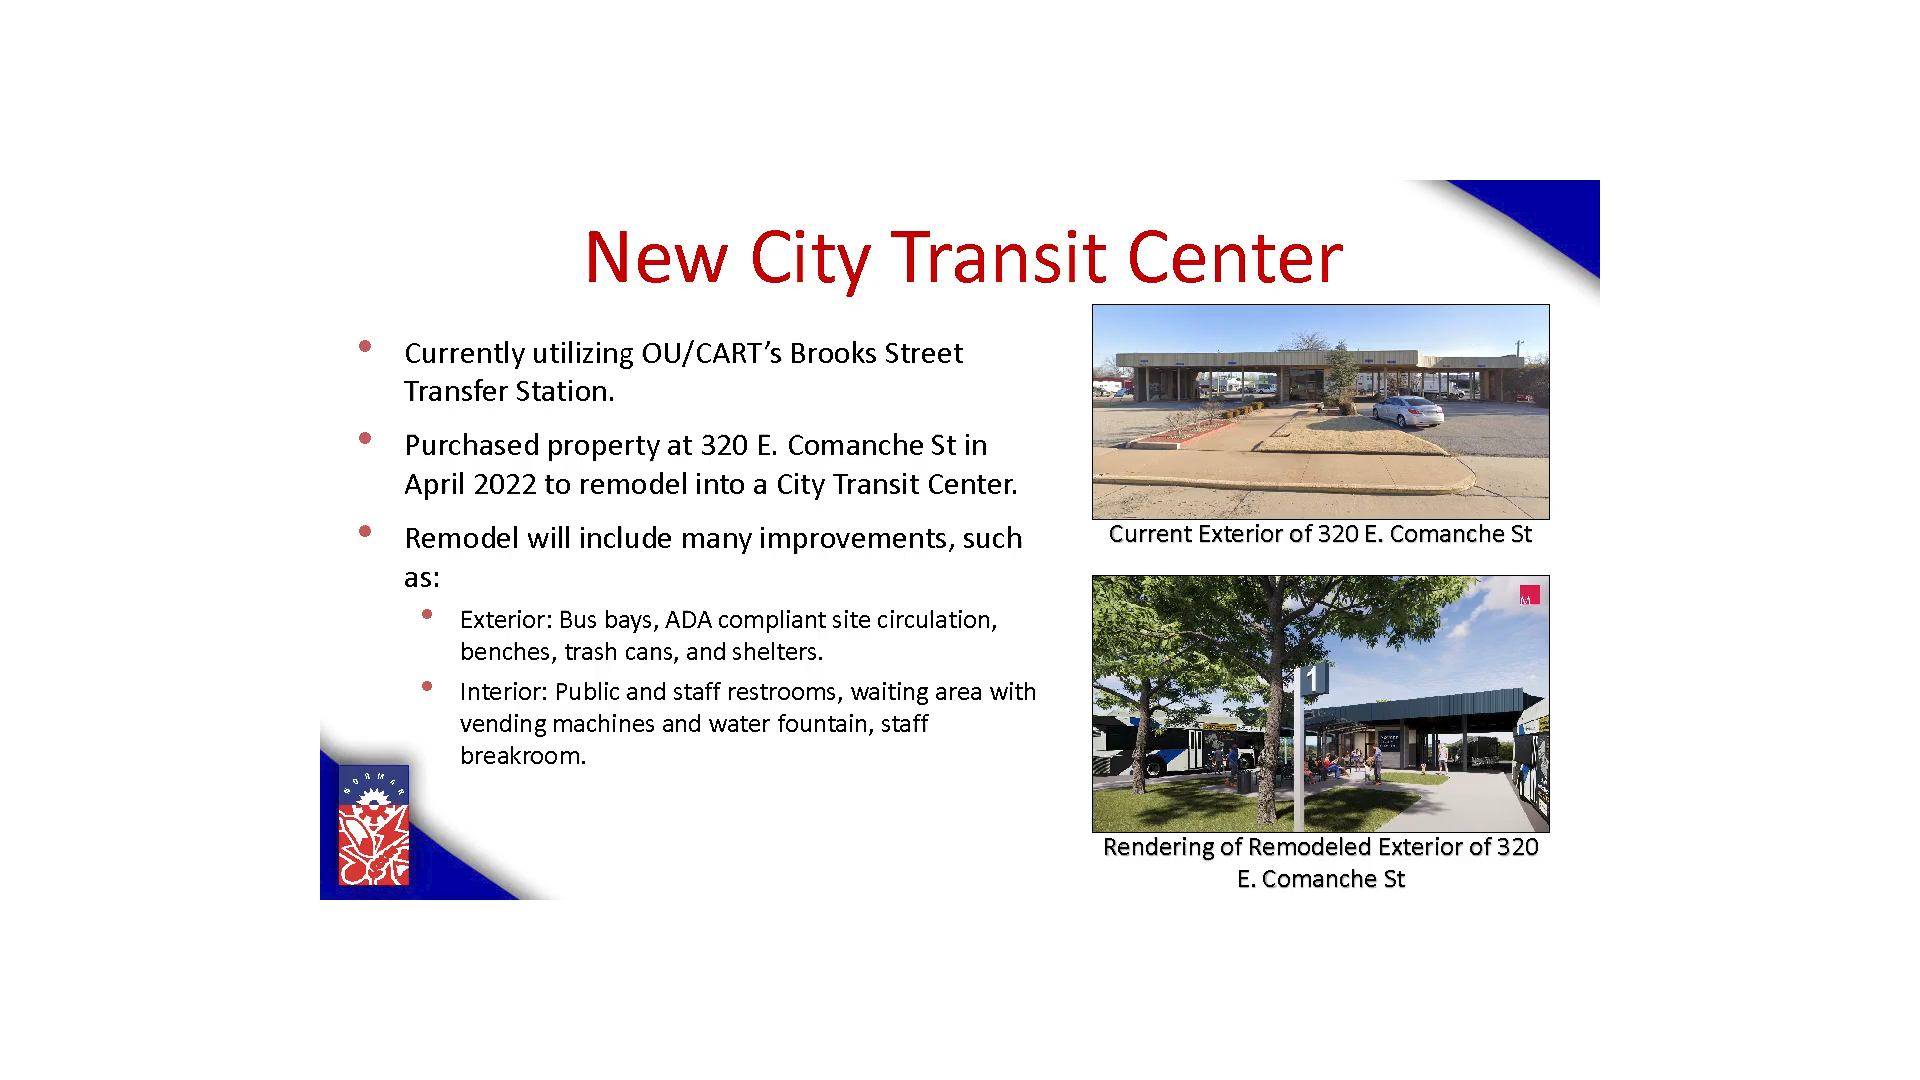 New City Transit Center
• Currently utilizing OU/CART’s Brooks Street
Transfer Station.
• Purchased property at 320 E. Comanche St in
April 2022 to remodel into a City Transit Center.
• Remodel will include many improvements, such
as:
• Exterior: Bus bays, ADA compliant site circulation,
benches, trash cans, and shelters.
• Interior: Public and staff restrooms, waiting area with
vending machines and water fountain, staff
breakroom.
Current Exterior of 320 E. Comanche St
M
1
Rendering of Remodeled Exterior of 320
E. Comanche St
NORMAN